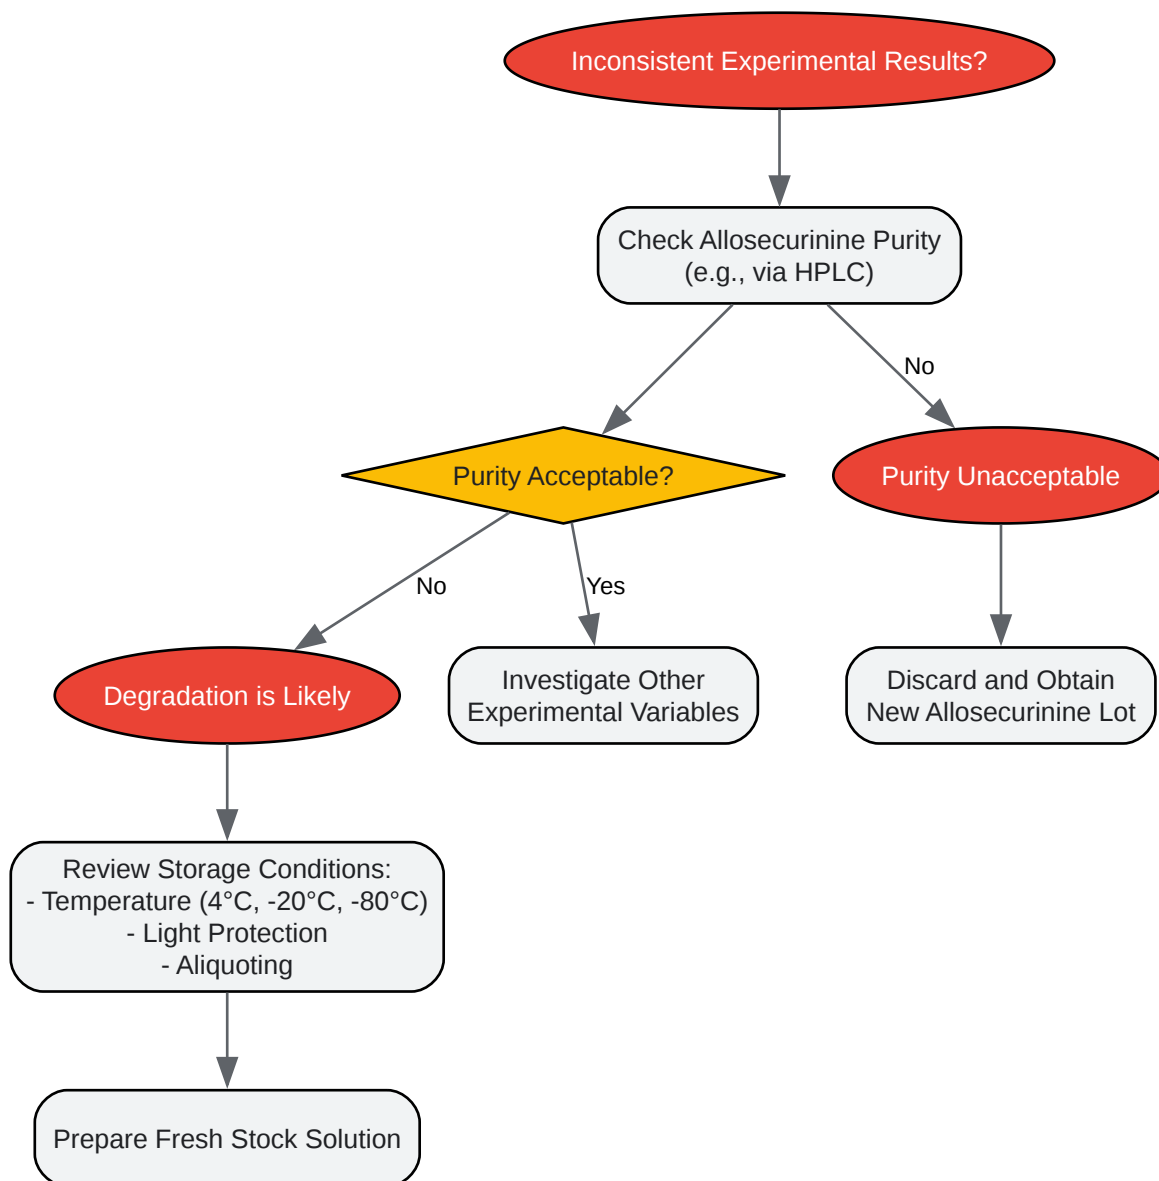 Inconsistent Experimental Results?
Check Allosecurinine Purity
(e.g., via HPLC)
No
Purity Acceptable?
Purity Unacceptable
No
Yes
Degradation is Likely
Investigate Other
Experimental Variables
Discard and Obtain
New Allosecurinine Lot
Review Storage Conditions:
- Temperature (4°C, -20°C, -80°C)
- Light Protection
- Aliquoting
Prepare Fresh Stock Solution